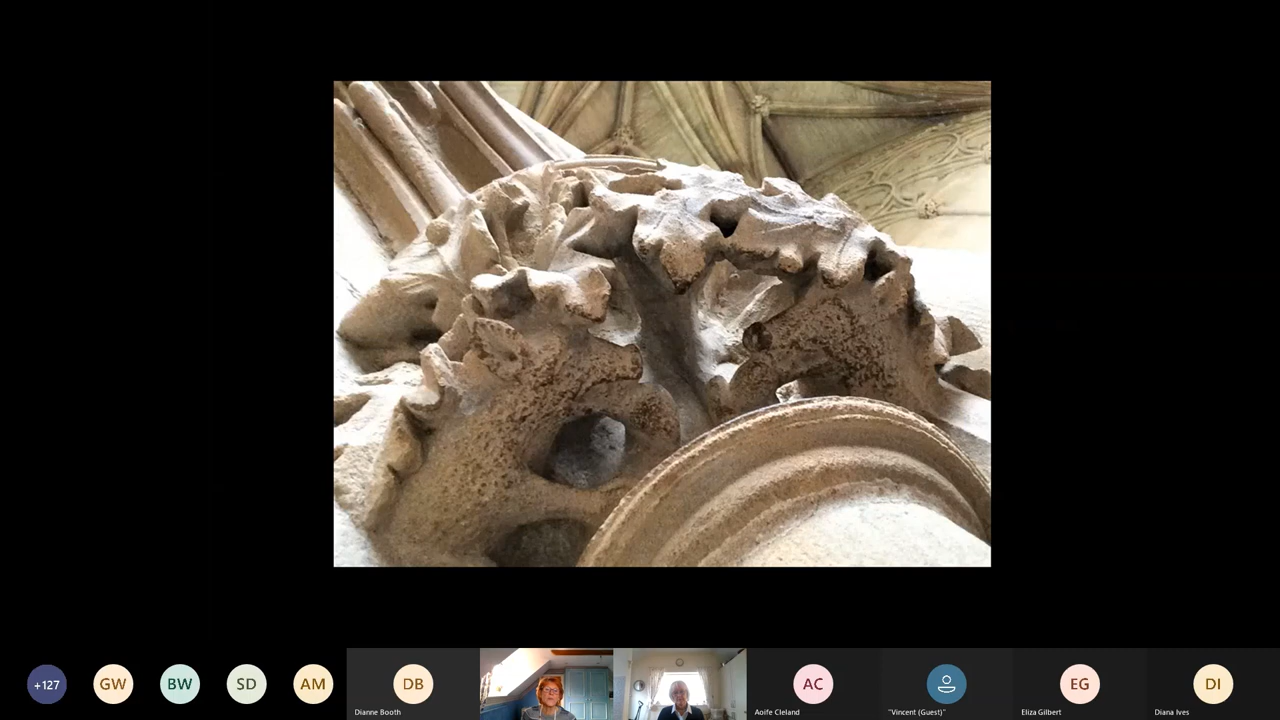 +127
GW
BW
SD
AM
DB
Dianne Booth
AC
Aoife Cleland
"Vincent (Guest)"
EG
Eliza Gilbert
DI
Diana Ives